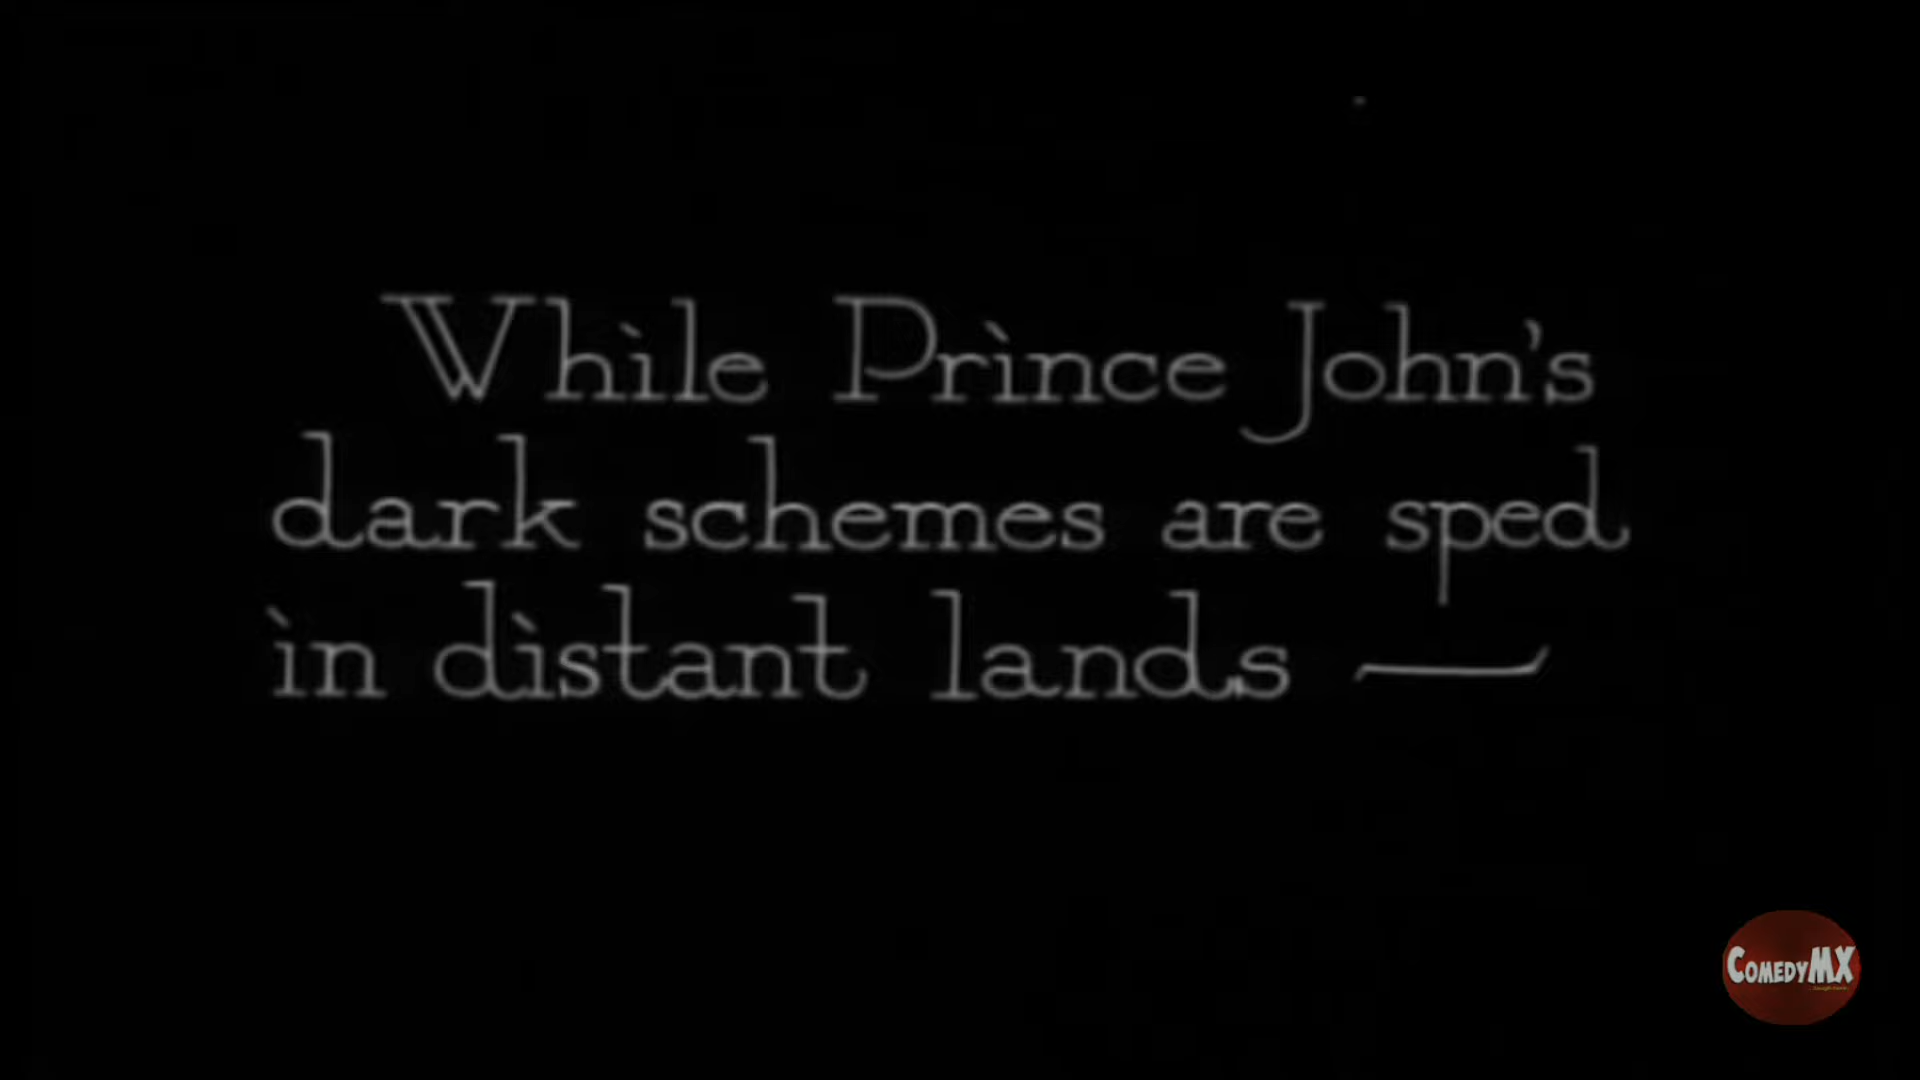 While Prince John's
dark schemes are sped
in distant lands —
COMEDYMX